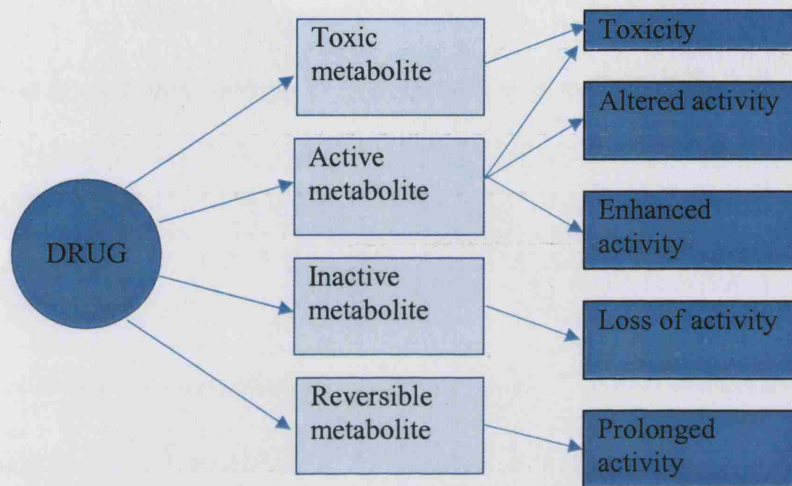 DRUG
Toxic
metabolite
Active
metabolite
Inactive
metabolite
Reversible
metabolite
Toxicity
Altered activity
Enhanced
activity
Loss of activity
Prolonged
activity